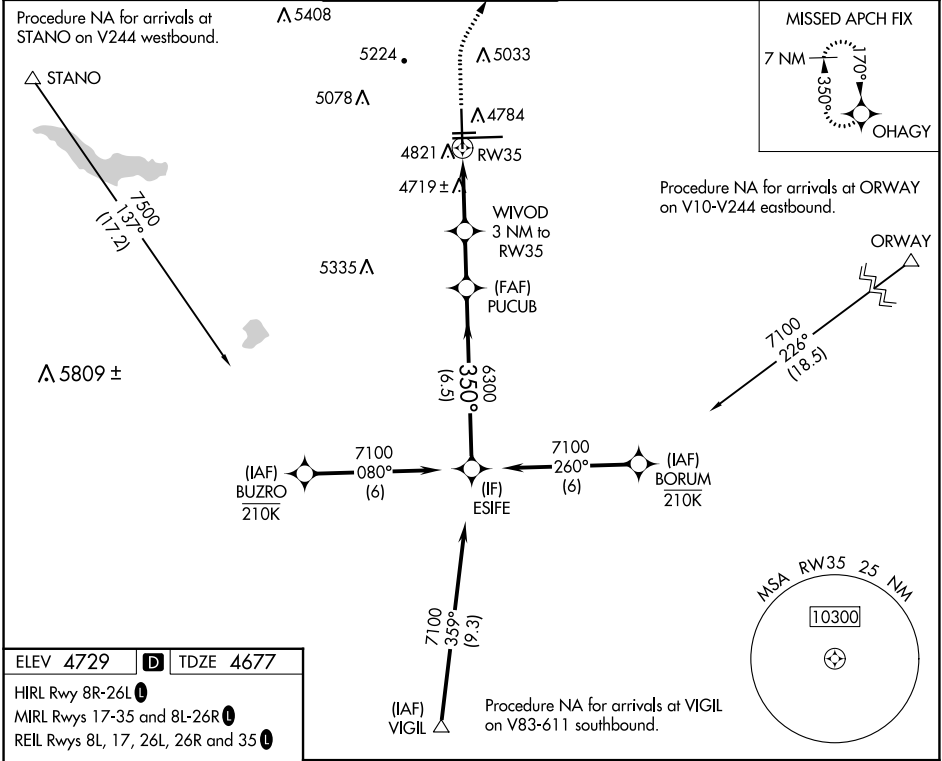 Procedure NA for arrivals at
STANO on V244 westbound.
STANO
7500
137°
(17.2)
5408
5224
5033
5078
4784
4821
RW35
4719 ±
WIVOD
3 NM to
RW35
5335
(FAF)
PUCUB
5809 ±
6300
350°
(6.5)
MISSED APCH FIX
7 NM
350°
170°
OHAGY
Procedure NA for arrivals at ORWAY
on V10-V244 eastbound.
ORWAY
7100
226°
(18.5)
(IAF)
BUZRO
210K
7100
080°
(6)
(IF)
ESIFE
7100
260°
(6)
(IAF)
BORUM
210K
7100
359°
(9.3)
(IAF)
VIGIL
Procedure NA for arrivals at VIGIL
on V83-611 southbound.
MSA RW35 25 NM
10300
ELEV 4729 D TDZE 4677
HIRL Rwy 8R-26L L
MIRL Rwys 17-35 and 8L-26R L
REIL Rwys 8L, 17, 26L, 26R and 35 L